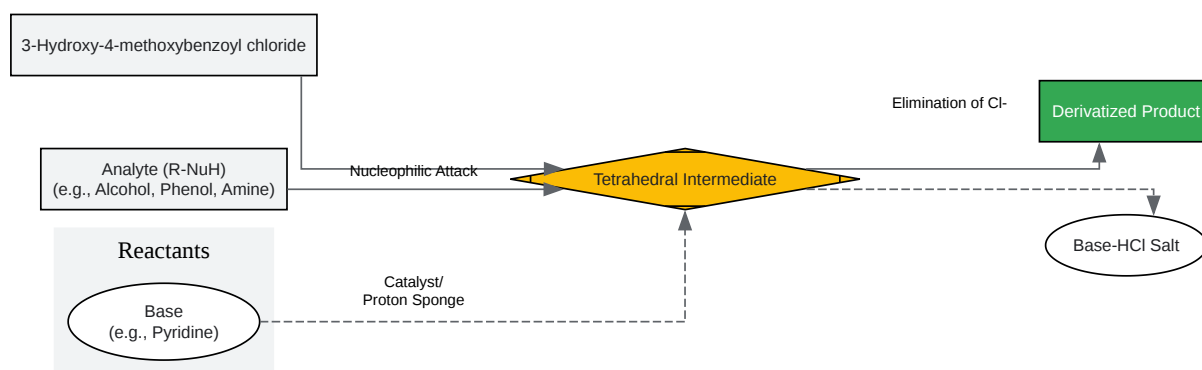 3-Hydroxy-4-methoxybenzoyl chloride
Elimination of Cl-
Derivatized Product
Analyte (R-NuH)
(e.g., Alcohol, Phenol, Amine)
Nucleophilic Attack
Tetrahedral Intermediate
Base-HCl Salt
Reactants
Catalyst/
Proton Sponge
Base
(e.g., Pyridine)